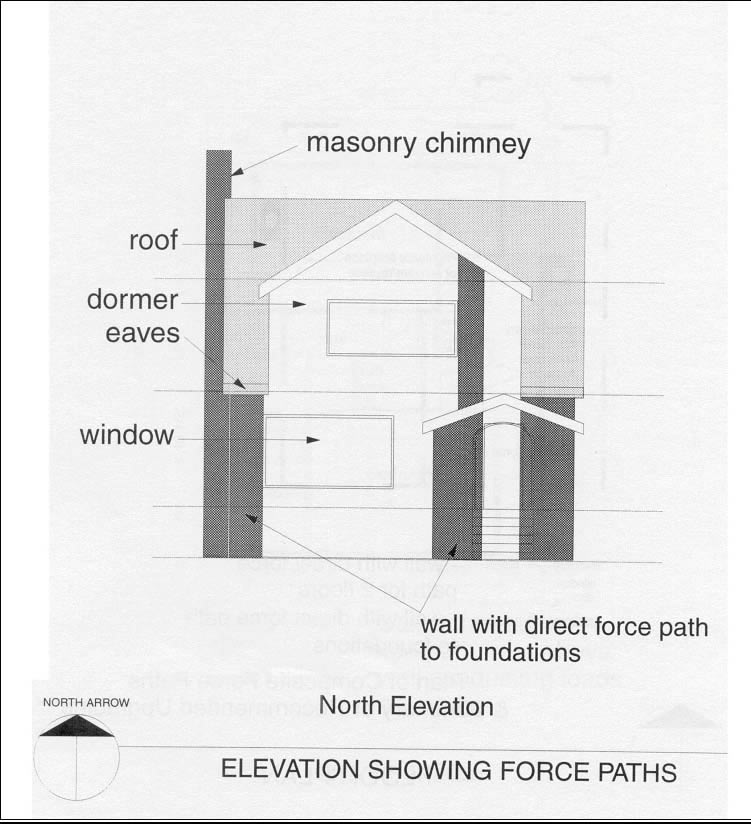 masonry chimney
roof
dormer
eaves
window
wall with direct force path
to foundations
NORTH ARROW
North Elevation
ELEVATION SHOWING FORCE PATHS